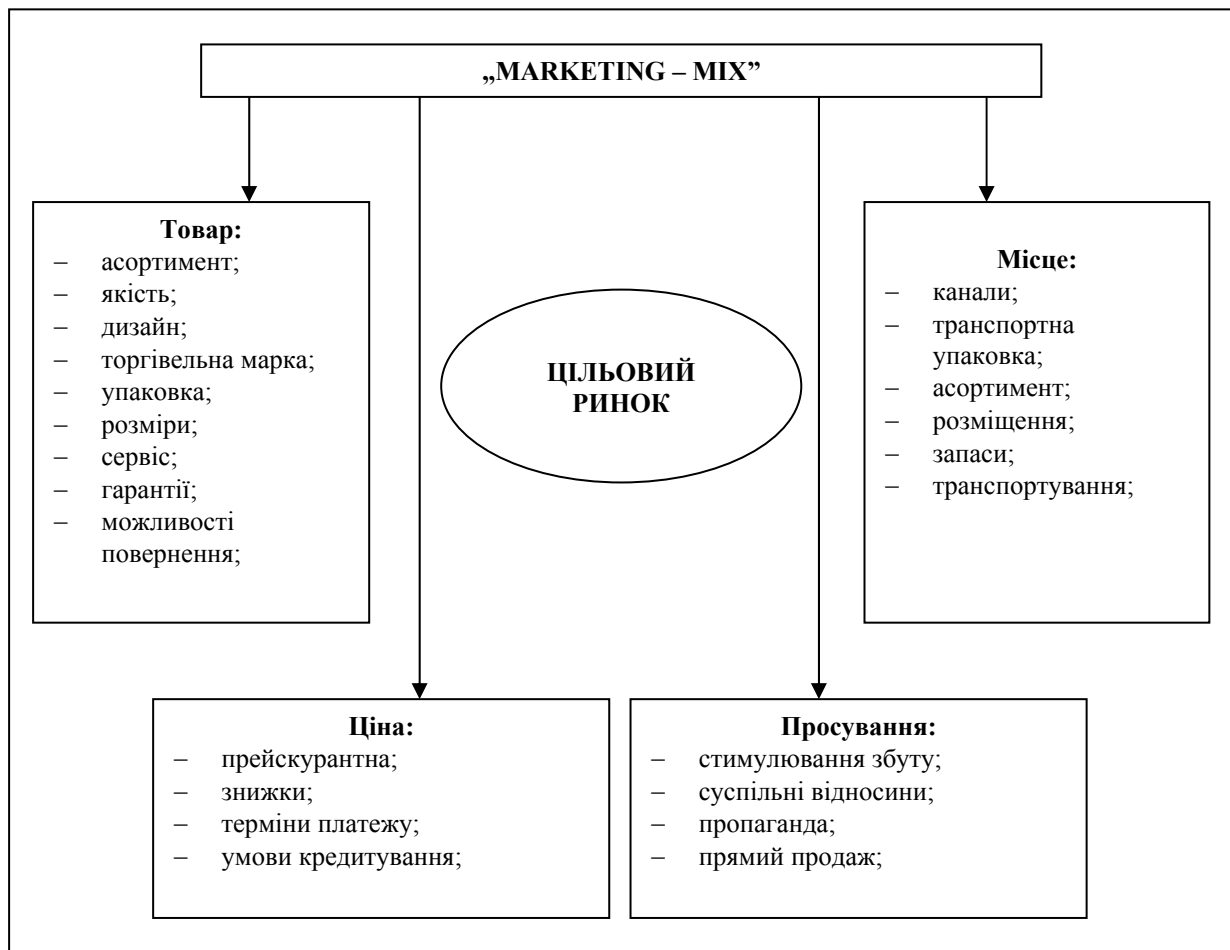 „MARKETING – MIX”
Товар:
– асортимент;
– якість;
– дизайн;
– торгівельна марка;
– упаковка;
– розміри;
– сервіс;
– гарантії;
– можливості
повернення;
ЦІЛЬОВИЙ
РИНОК
Місце:
– канали;
– транспортна
упаковка;
– асортимент;
– розміщення;
– запаси;
– транспортування;
Ціна:
– прейскурантна;
– знижки;
– терміни платежу;
– умови кредитування;
Просування:
– стимулювання збуту;
– суспільні відносини;
– пропаганда;
– прямий продаж;